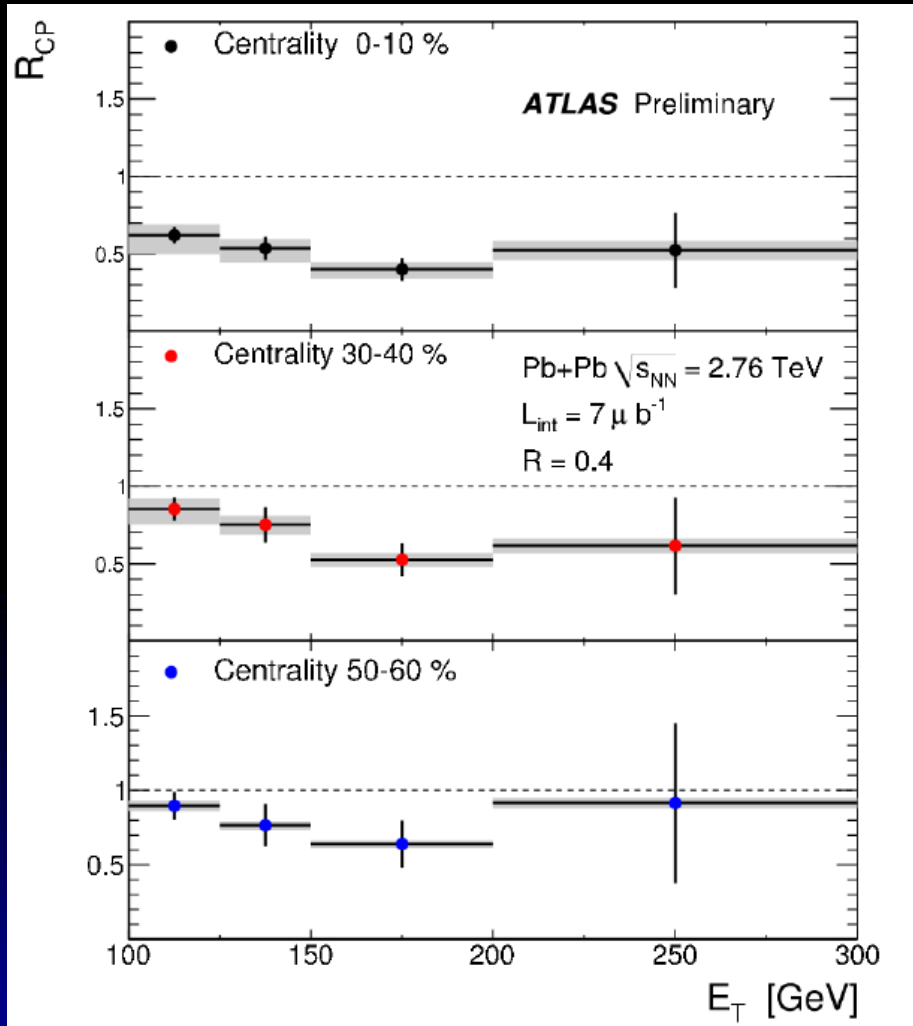 R_CP
Centrality 0-10 %
ATLAS Preliminary
1.5
1
0.5
Centrality 30-40 %
Pb+Pb √s_NN = 2.76 TeV
L_int = 7 μ b⁻¹
R = 0.4
1.5
1
0.5
Centrality 50-60 %
1.5
1
0.5
100 150 200 250 300
E_T [GeV]